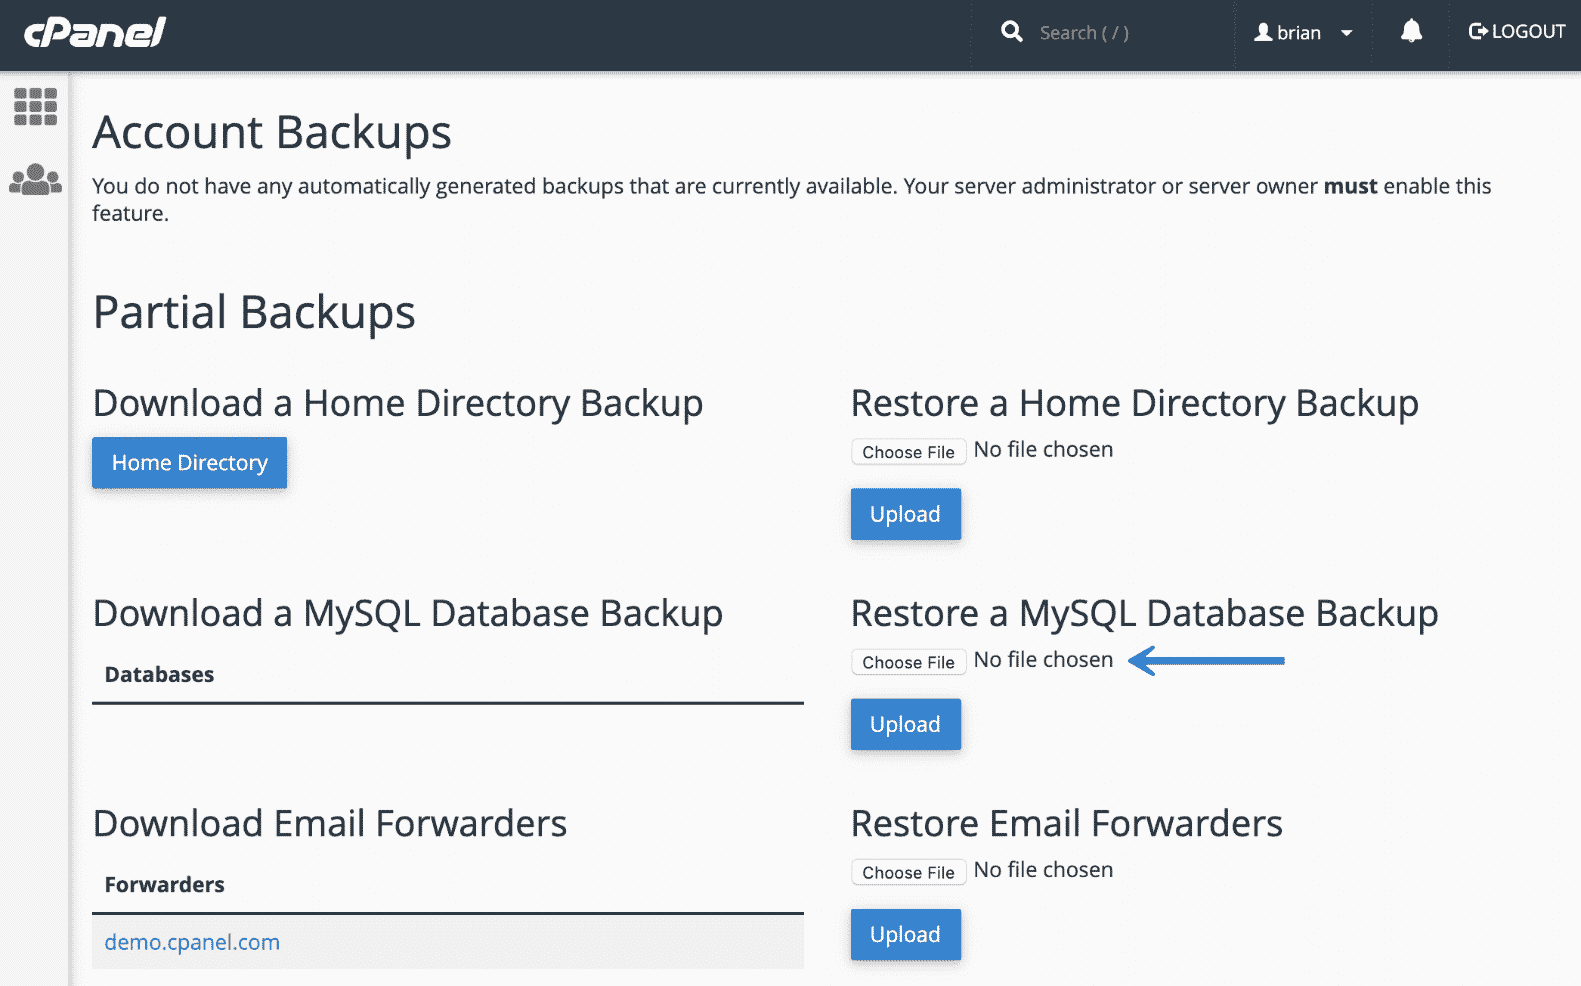 cPanel
Search ( / )
brian
LOGOUT
Account Backups
You do not have any automatically generated backups that are currently available. Your server administrator or server owner must enable this
feature.
Partial Backups
Download a Home Directory Backup
Home Directory
Restore a Home Directory Backup
Choose File No file chosen
Upload
Download a MySQL Database Backup
Databases
Restore a MySQL Database Backup
Choose File No file chosen
Upload
Download Email Forwarders
Forwarders
demo.cpanel.com
Restore Email Forwarders
Choose File No file chosen
Upload